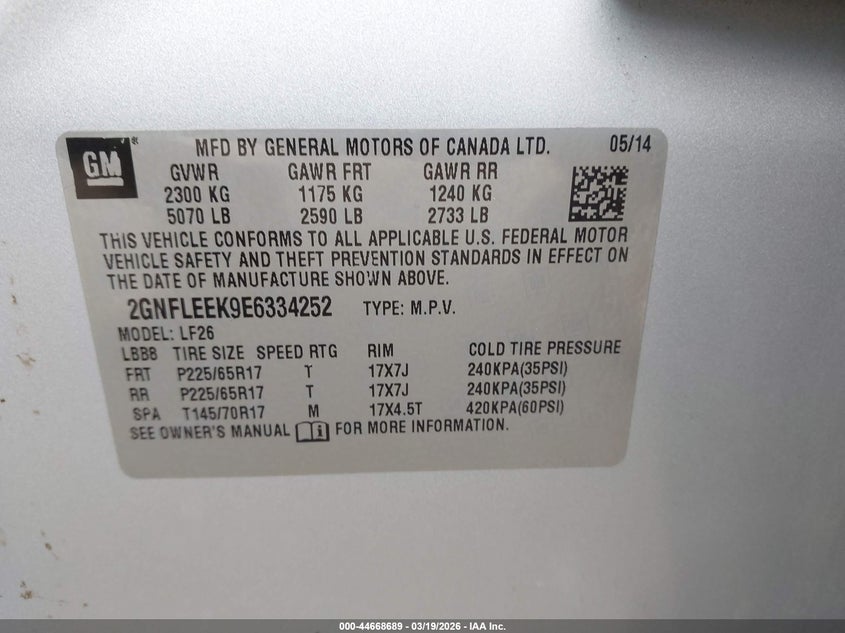 GM
MFD BY GENERAL MOTORS OF CANADA LTD. 05/14
GVWR GAWR FRT GAWR RR
2300 KG 1175 KG 1240 KG
5070 LB 2590 LB 2733 LB
THIS VEHICLE CONFORMS TO ALL APPLICABLE U.S. FEDERAL MOTOR
VEHICLE SAFETY AND THEFT PREVENTION STANDARDS IN EFFECT ON
THE DATE OF MANUFACTURE SHOWN ABOVE.
2GNFLEEK9E6334252 TYPE: M.P.V.
MODEL: LF26
LBB8 TIRE SIZE SPEED RTG RIM COLD TIRE PRESSURE
FRT P225/65R17 T 17X7J 240KPA(35PSI)
RR P225/65R17 T 17X7J 240KPA(35PSI)
SPA T145/70R17 M 17X4.5T 420KPA(60PSI)
SEE OWNER'S MANUAL FOR MORE INFORMATION.
000-44668689 - 03/19/2026 - IAA Inc.